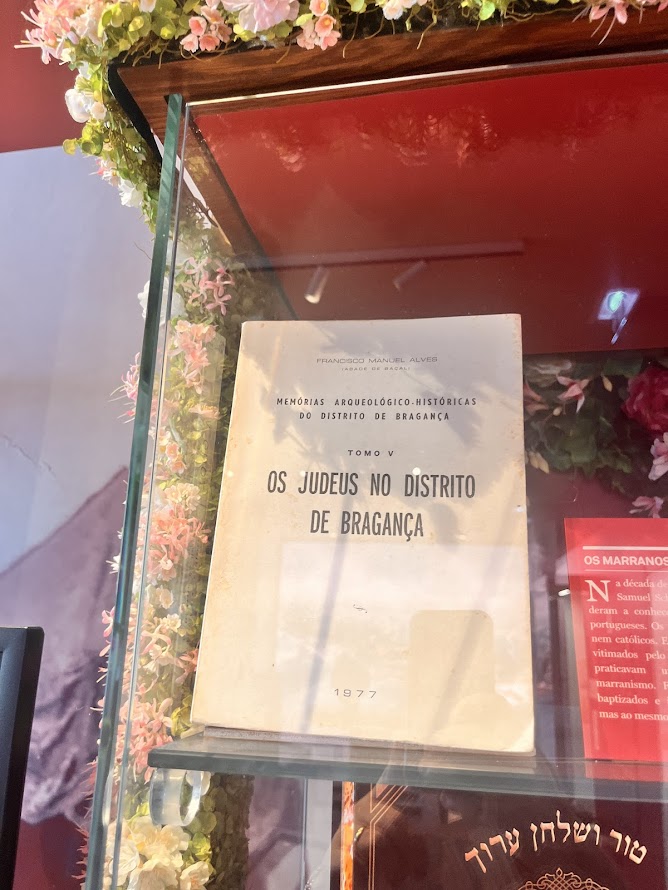 FRANCISCO MANUEL ALVES
(ABADE DE BAÇAL)
MEMÓRIAS ARQUEOLÓGICO-HISTÓRICAS
DO DISTRITO DE BRAGANÇA
TOMO V
OS JUDEUS NO DISTRITO
DE BRAGANÇA
1977
OS MARRANOS
Na década de
Samuel
deram a conhec
portugueses. Os
nem católicos. E
vitimados pelo
praticavam u
marranismo.
baptizados e
mas ao mesmo
טור ושלחן ערוך